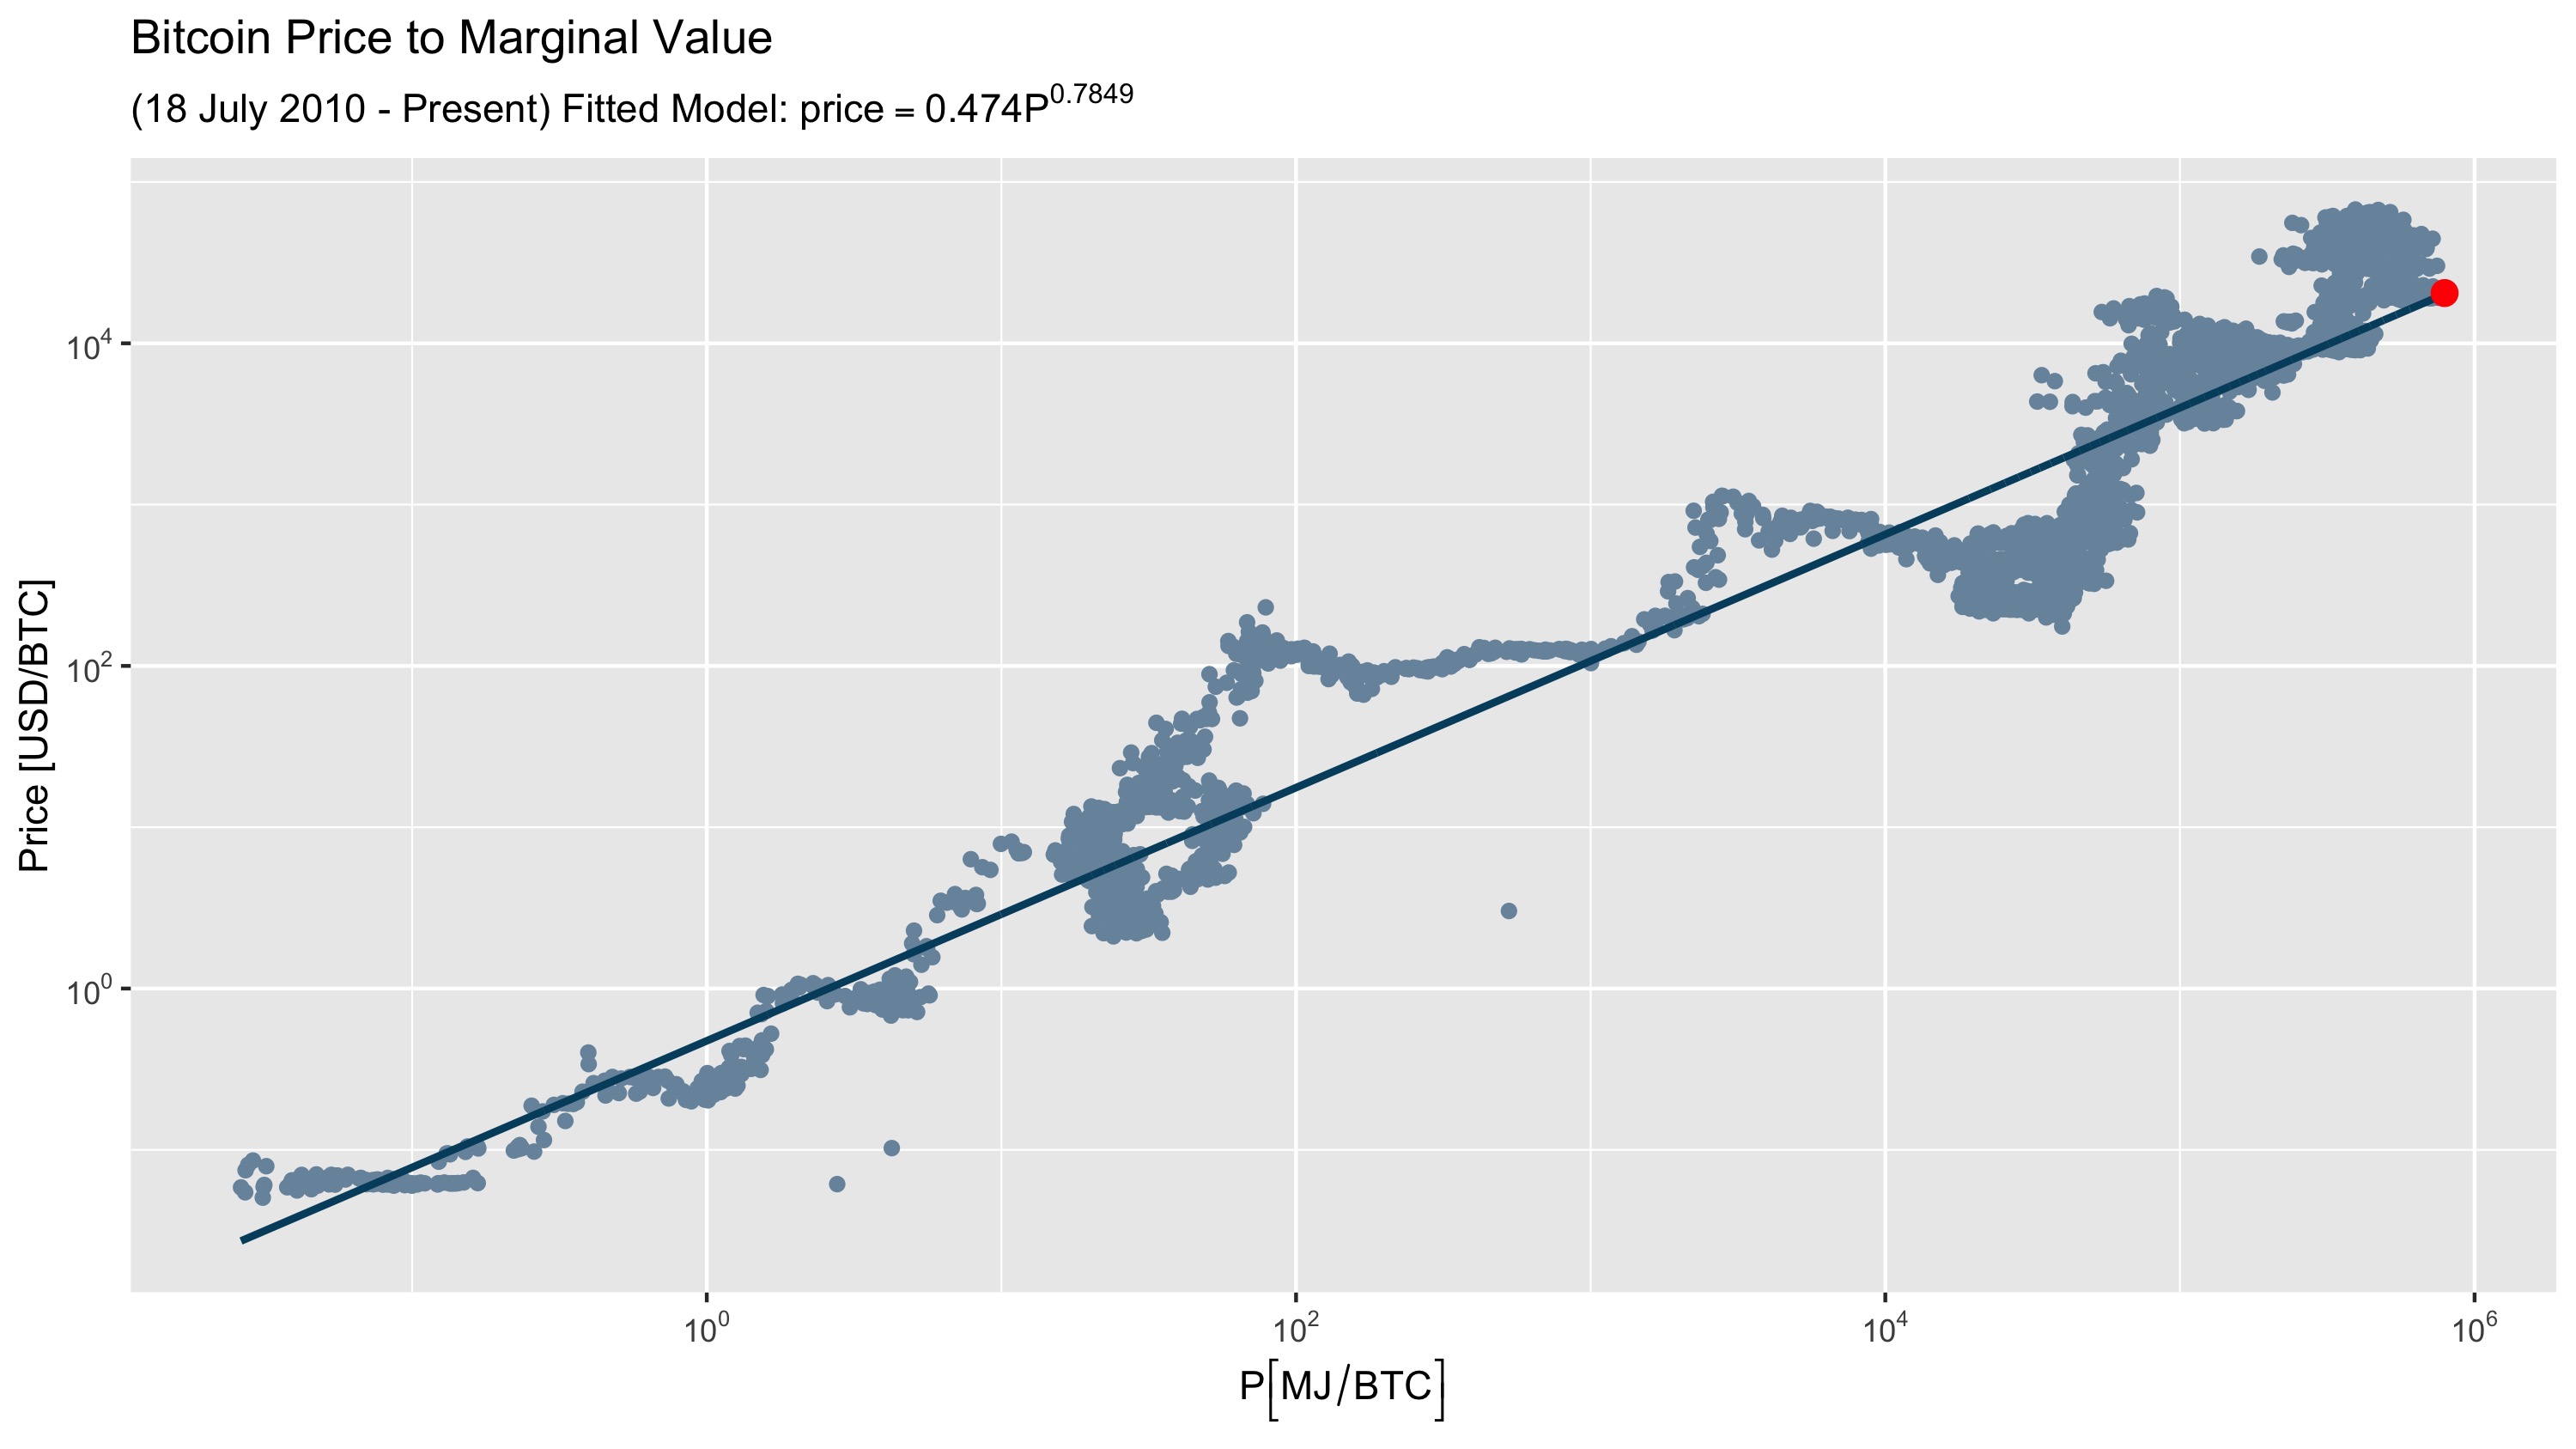 Bitcoin Price to Marginal Value
(18 July 2010 - Present) Fitted Model: price = 0.474P^0.7849
Price [USD/BTC]
10^4
10^2
10^0
10^0 10^2 10^4 10^6
P[MJ/BTC]